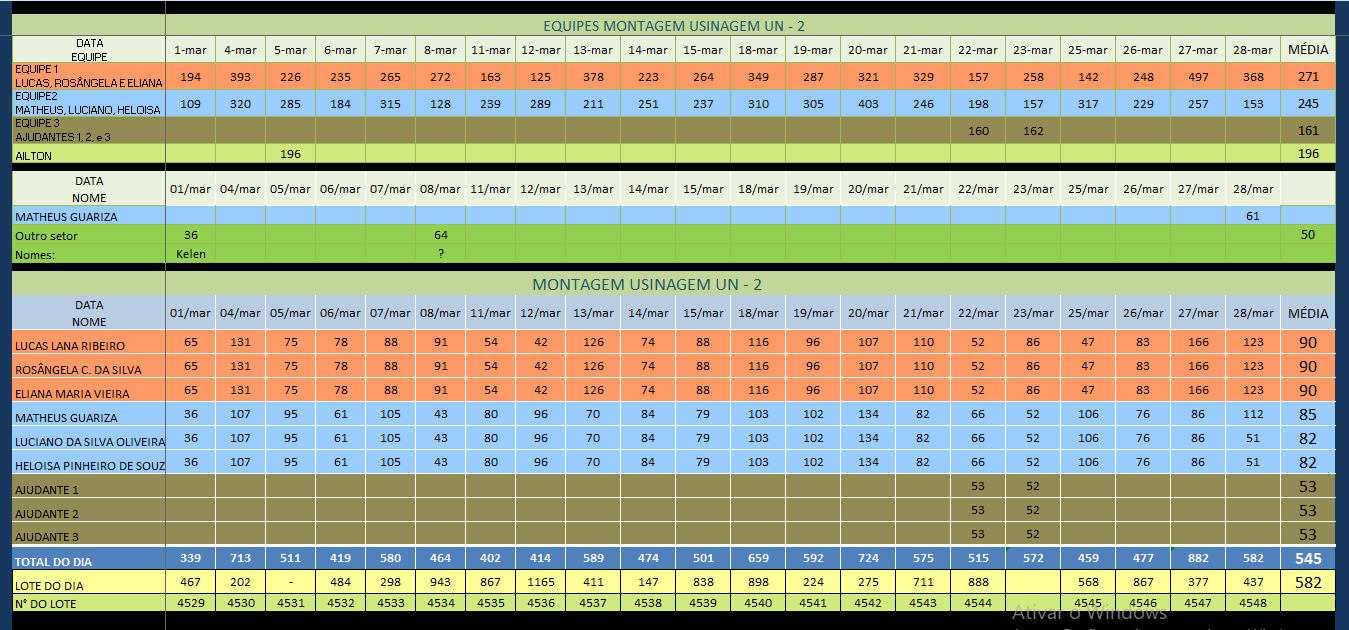 EQUIPES MONTAGEM USINAGEM UN - 2
DATA
EQUIPE
1-mar 4-mar 5-mar 6-mar 7-mar 8-mar 11-mar 12-mar 13-mar 14-mar 15-mar 18-mar 19-mar 20-mar 21-mar 22-mar 23-mar 25-mar 26-mar 27-mar 28-mar MÉDIA
EQUIPE 1
LUCAS, ROSÂNGELA E ELIANA
194 393 226 235 265 272 163 125 378 223 264 349 287 321 329 157 258 142 248 497 368 271
EQUIPE2
MATHEUS, LUCIANO, HELOISA
109 320 285 184 315 128 239 289 211 251 237 310 305 403 246 198 157 317 229 257 153 245
EQUIPE 3
AJUDANTES 1, 2, e 3
160 162 161
AILTON 196 196
DATA
NOME
01/mar 04/mar 05/mar 06/mar 07/mar 08/mar 11/mar 12/mar 13/mar 14/mar 15/mar 18/mar 19/mar 20/mar 21/mar 22/mar 23/mar 25/mar 26/mar 27/mar 28/mar
MATHEUS GUARIZA 61
Outro setor 36 64 50
Nomes: Kelen ?
MONTAGEM USINAGEM UN - 2
DATA
NOME
01/mar 04/mar 05/mar 06/mar 07/mar 08/mar 11/mar 12/mar 13/mar 14/mar 15/mar 18/mar 19/mar 20/mar 21/mar 22/mar 23/mar 25/mar 26/mar 27/mar 28/mar MÉDIA
LUCAS LANA RIBEIRO 65 131 75 78 88 91 54 42 126 74 88 116 96 107 110 52 86 47 83 166 123 90
ROSÂNGELA C. DA SILVA 65 131 75 78 88 91 54 42 126 74 88 116 96 107 110 52 86 47 83 166 123 90
ELIANA MARIA VIEIRA 65 131 75 78 88 91 54 42 126 74 88 116 96 107 110 52 86 47 83 166 123 90
MATHEUS GUARIZA 36 107 95 61 105 43 80 96 70 84 79 103 102 134 82 66 52 106 76 86 112 85
LUCIANO DA SILVA OLIVEIRA 36 107 95 61 105 43 80 96 70 84 79 103 102 134 82 66 52 106 76 86 51 82
HELOISA PINHEIRO DE SOUZ 36 107 95 61 105 43 80 96 70 84 79 103 102 134 82 66 52 106 76 86 51 82
AJUDANTE 1 53 52 53
AJUDANTE 2 53 52 53
AJUDANTE 3 53 52 53
TOTAL DO DIA 339 713 511 419 580 464 402 414 589 474 501 659 592 724 575 515 572 459 477 882 582 545
LOTE DO DIA 467 202 - 484 298 943 867 1165 411 147 838 898 224 275 711 888 568 867 377 437 582
N° DO LOTE 4529 4530 4531 4532 4533 4534 4535 4536 4537 4538 4539 4540 4541 4542 4543 4544 4545 4546 4547 4548
Ativar o Windows